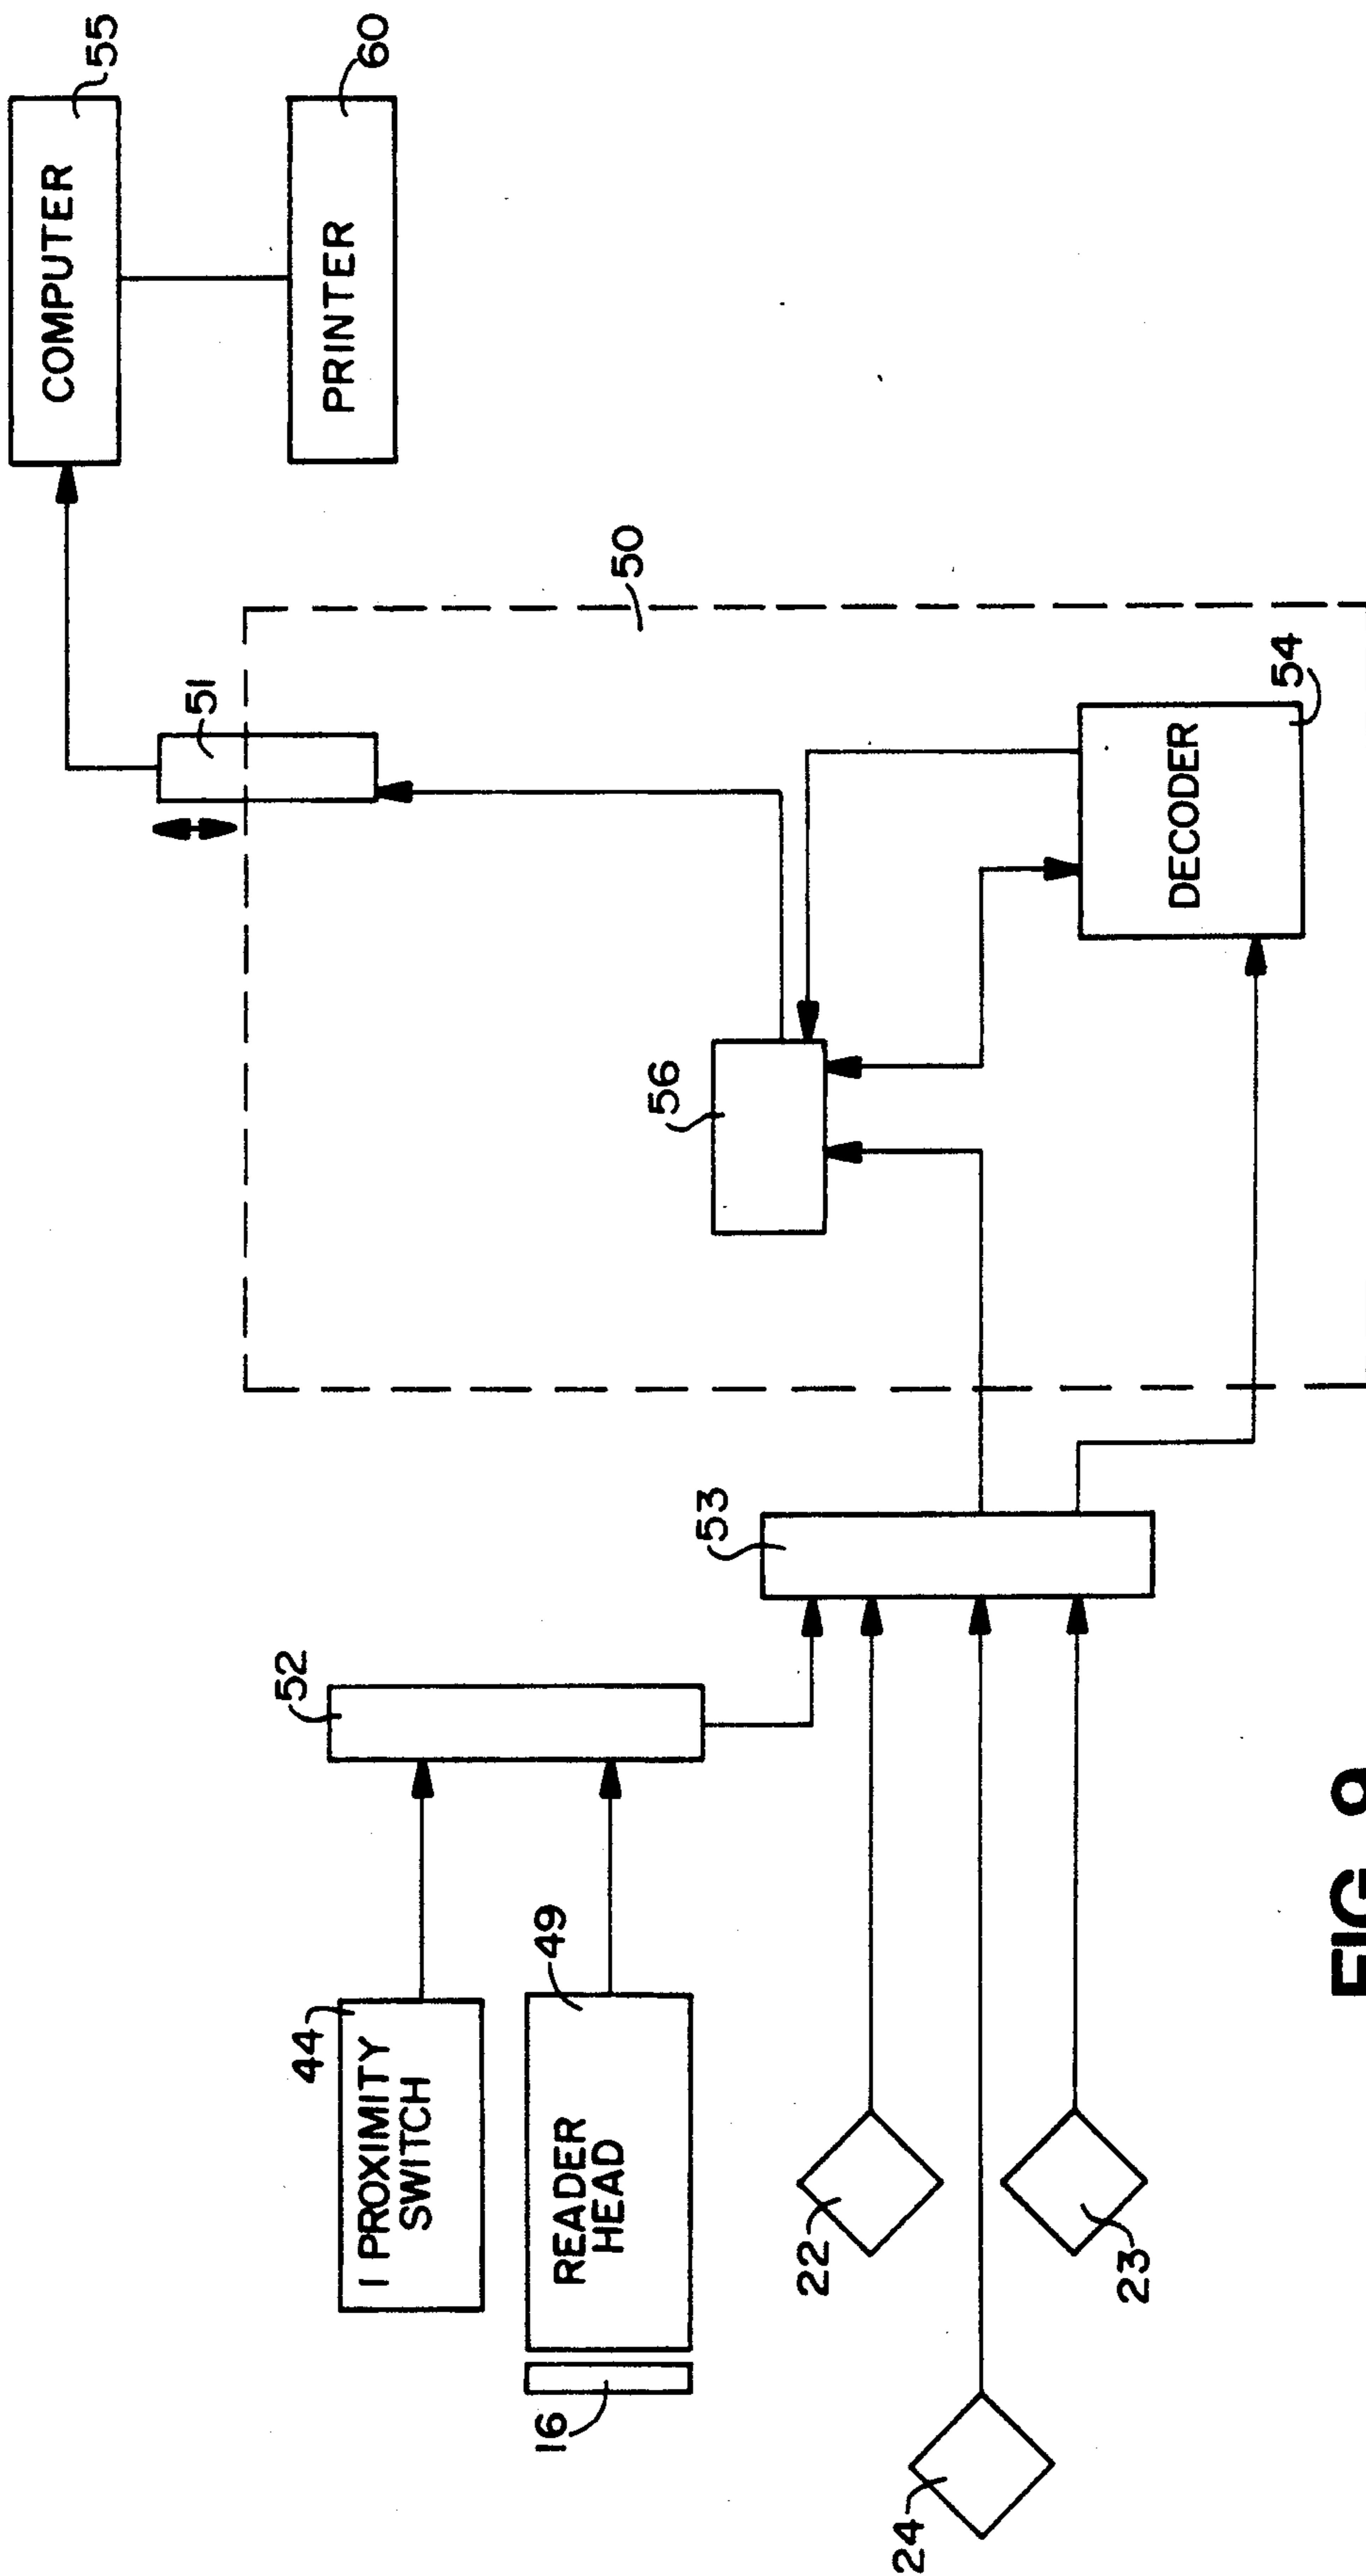 COMPUTER
55
51
52
44
PRINTER
60
I PROXIMITY
SWITCH
49
16
READER
HEAD
50
56
53
22
24
23
DECODER
54
FIG